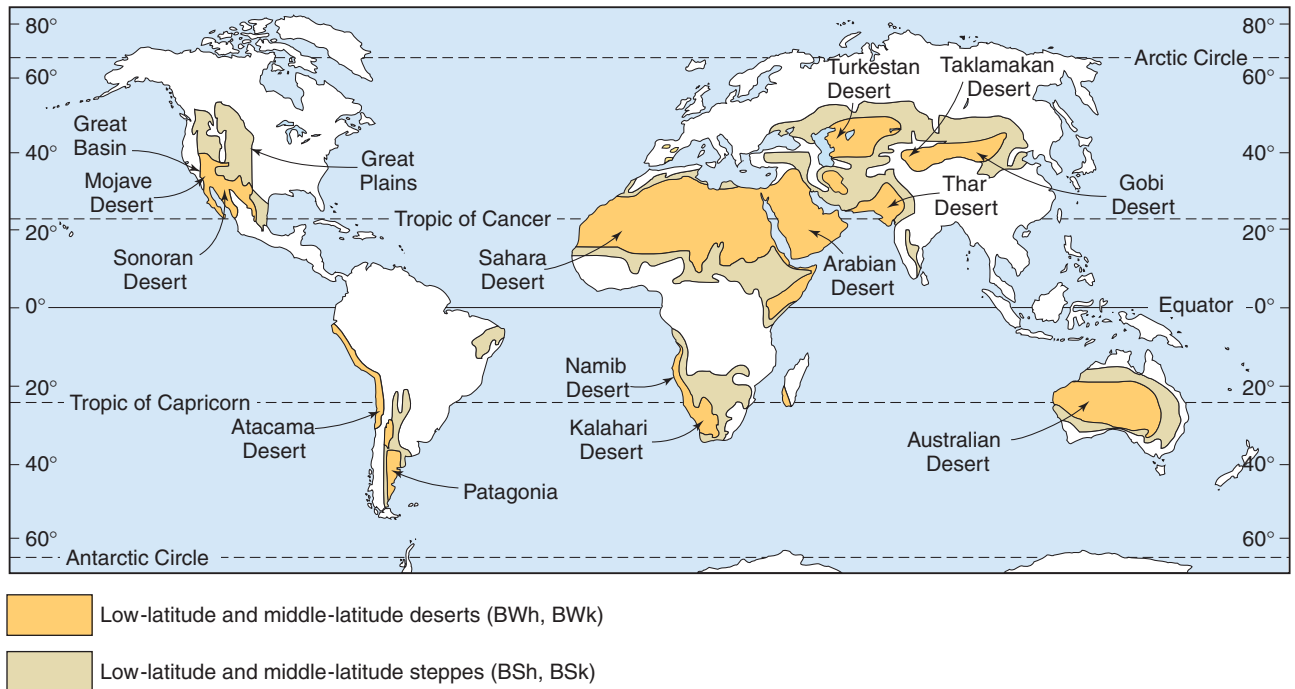 80°
80°
Arctic Circle
60°
60°
Turkestan
Desert
Taklamakan
Desert
Great
Basin
40°
40°
Great
Plains
Mojave
Desert
Gobi
Desert
Thar
Desert
Tropic of Cancer
20°
20°
Sonoran
Desert
Sahara
Desert
Arabian
Desert
0°
Equator
0°
Namib
Desert
20°
20°
Tropic of Capricorn
Atacama
Desert
Kalahari
Desert
Australian
Desert
40°
40°
Patagonia
60°
60°
Antarctic Circle
Low-latitude and middle-latitude deserts (BWh, BWk)
Low-latitude and middle-latitude steppes (BSh, BSk)